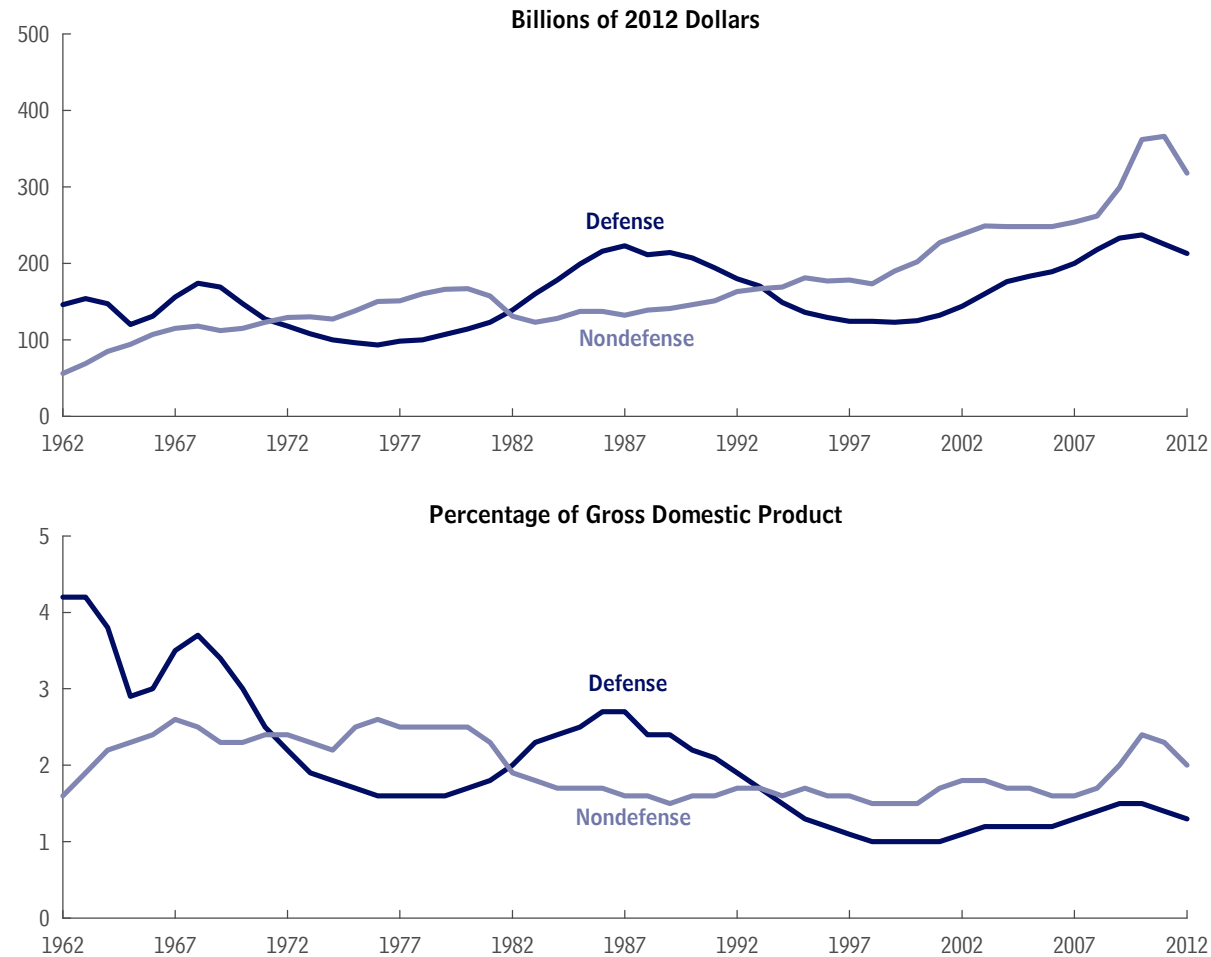 Billions of 2012 Dollars
500
400
300
Defense
200
Nondefense
100
0
1962 1967 1972 1977 1982 1987 1992 1997 2002 2007 2012
Percentage of Gross Domestic Product
5
4
3
Defense
2
Nondefense
1
0
1962 1967 1972 1977 1982 1987 1992 1997 2002 2007 2012